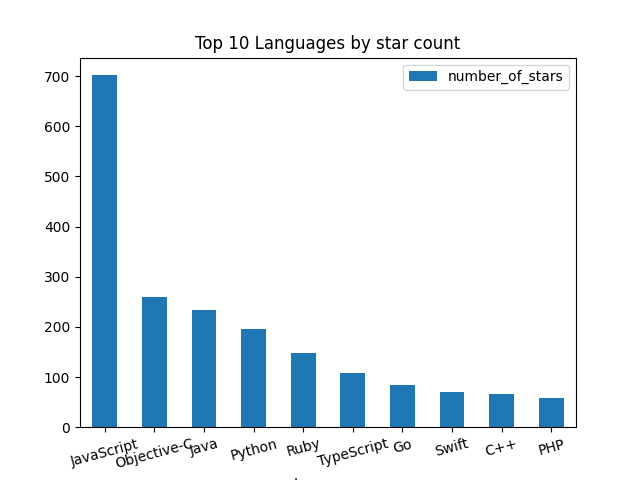 Top 10 Languages by star count
number_of_stars
700
600
500
400
300
200
100
0
JavaScript
Objective-C
Java
Python
Ruby
TypeScript
Go
Swift
C++
PHP